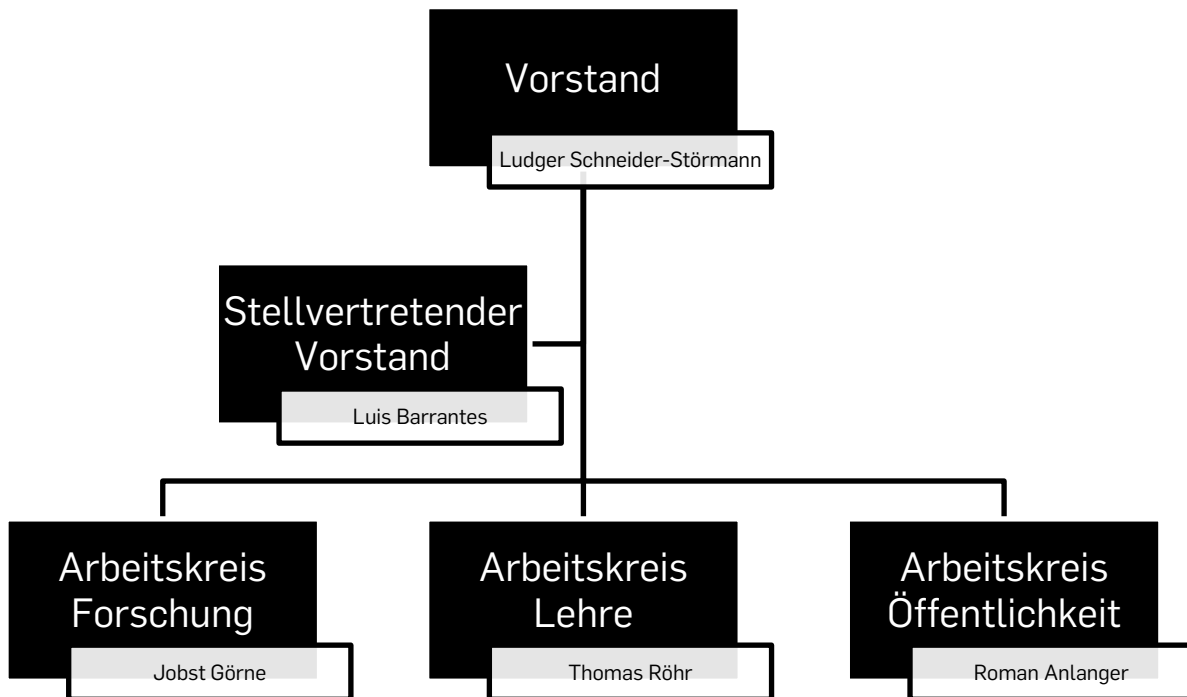 Vorstand
Ludger Schneider-Störmann
Stellvertretender
Vorstand
Luis Barrantes
Arbeitskreis
Forschung
Jobst Görne
Arbeitskreis
Lehre
Thomas Röhr
Arbeitskreis
Öffentlichkeit
Roman Anlanger